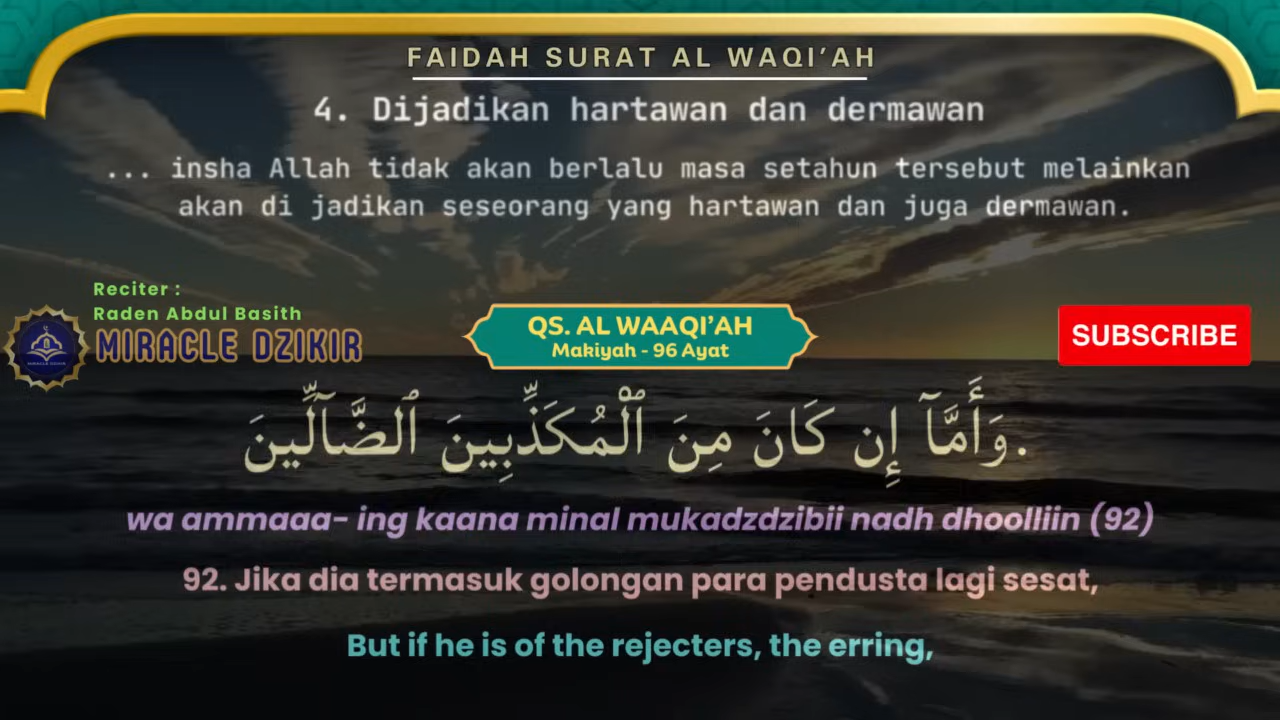 FAIDAH SURAT AL WAQI’AH
4. Dijadikan hartawan dan dermawan
... insha Allah tidak akan berlalu masa setahun tersebut melainkan
akan di jadikan seseorang yang hartawan dan juga dermawan.
Reciter :
Raden Abdul Basith
MIRACLE DZIKIR
QS. AL WAAQI’AH
Makiyah - 96 Ayat
SUBSCRIBE
وَأَمَّآ إِن كَانَ مِنَ ٱلْمُكَذِّبِينَ ٱلضَّآلِّينَ.
wa ammaaa- ing kaana minal mukadzdzibii nadh dhoolliin (92)
92. Jika dia termasuk golongan para pendusta lagi sesat,
But if he is of the rejecters, the erring,